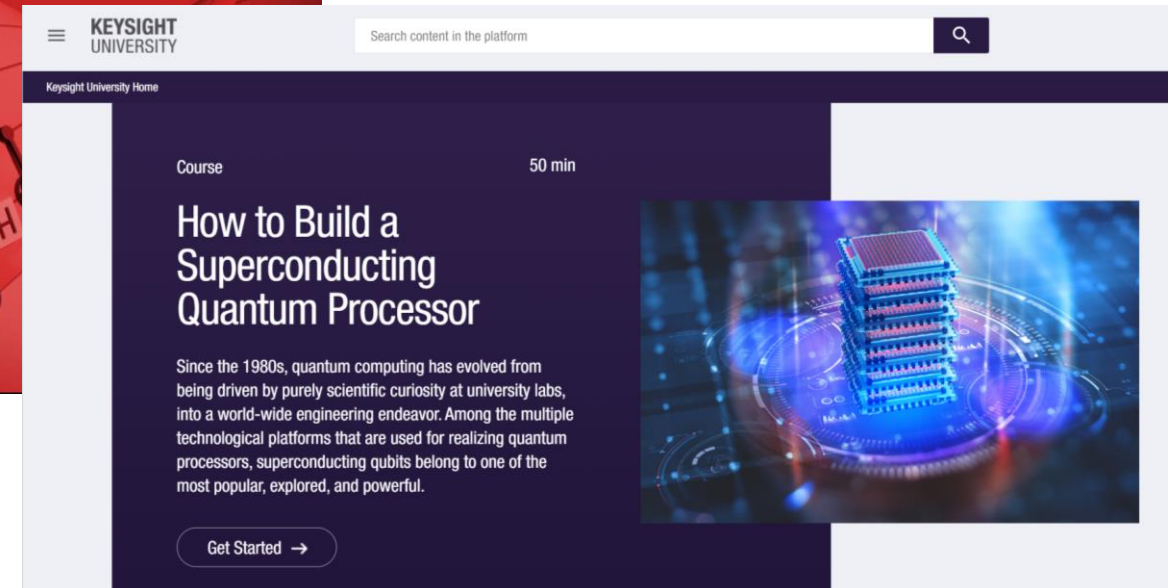 KEYSIGHT
UNIVERSITY
Search content in the platform
Keysight University Home
Course
50 min
How to Build a
Superconducting
Quantum Processor
Since the 1980s, quantum computing has evolved from
being driven by purely scientific curiosity at university labs,
into a world-wide engineering endeavor. Among the multiple
technological platforms that are used for realizing quantum
processors, superconducting qubits belong to one of the
most popular, explored, and powerful.
Get Started →
H